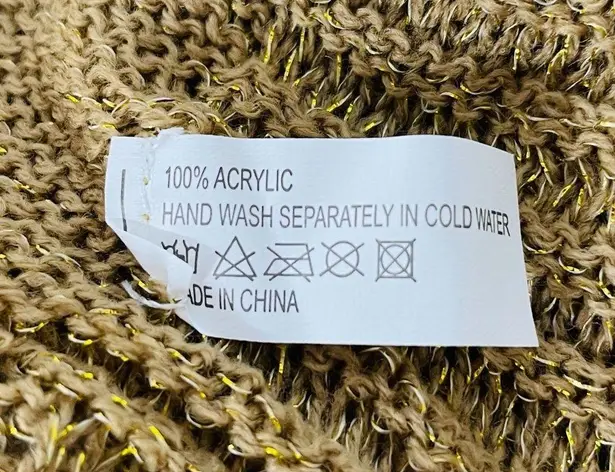 100% ACRYLIC
HAND WASH SEPARATELY IN COLD WATER
ADE IN CHINA